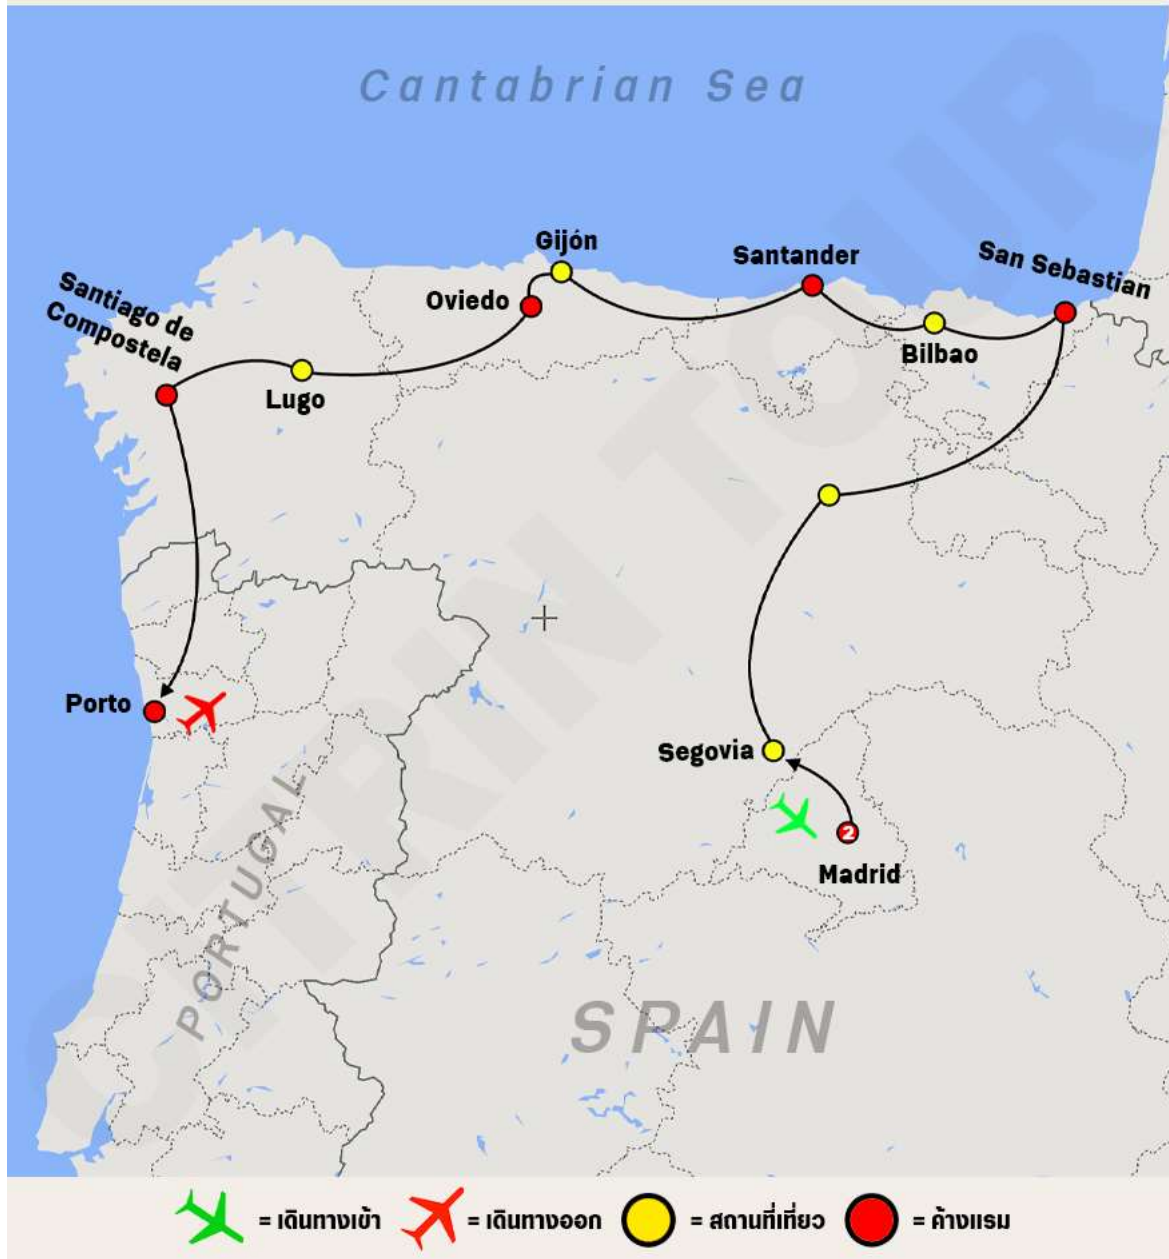 Cantabrian Sea
Gijón
Santander
San Sebastian
Oviedo
Santiago de
Compostela
Bilbao
Lugo
Porto
Segovia
2
Madrid
PORTUGAL
SPAIN
= เดินทางเข้า
= เดินทางออก
= สถานที่เที่ยว
= ค้างแรม